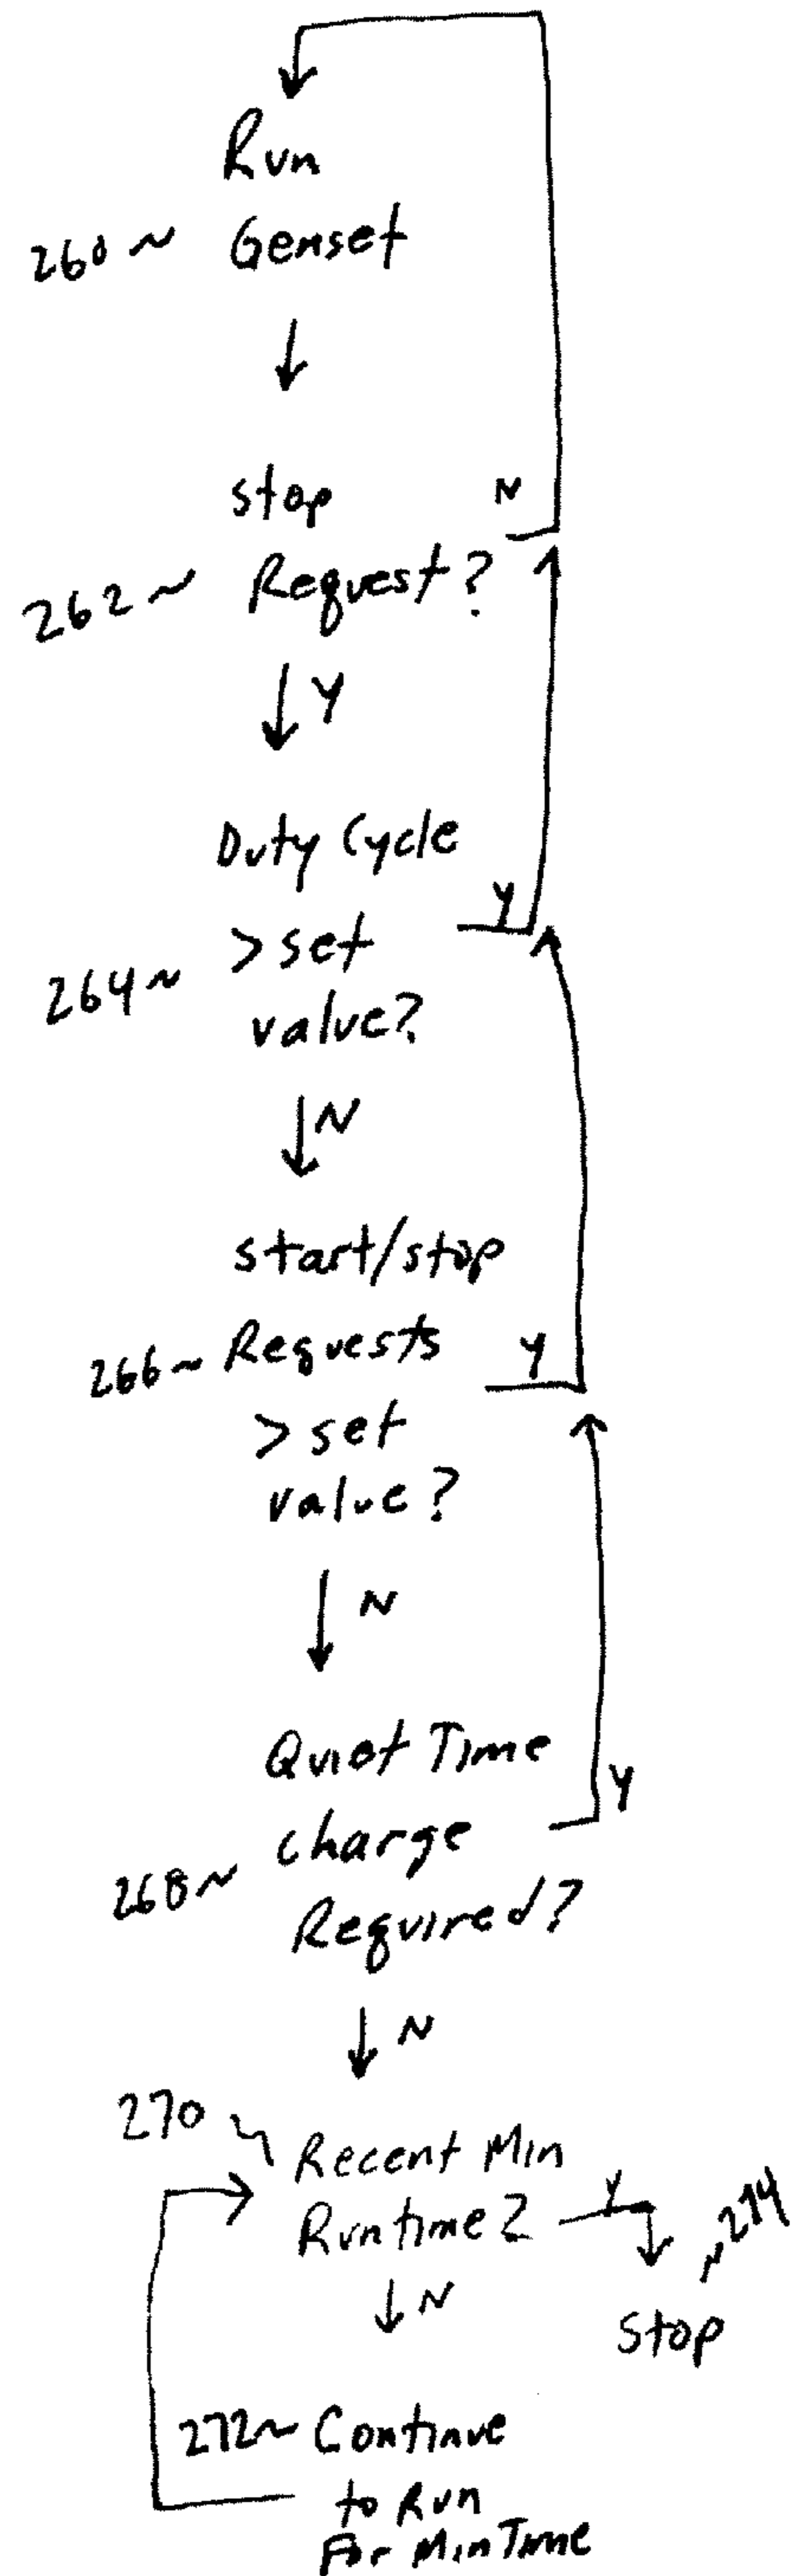 Run
260~ Genset
stop
N
262~ Request?
Y
Duty Cycle
Y
264~ > set
value?
N
start/stop
266~ Requests
Y
> set
value?
N
Quiet Time
Y
268~ charge
Required?
N
270
Recent Min
Runtime?
Y
~274
N
Stop
272~ Continue
to Run
For Min Time